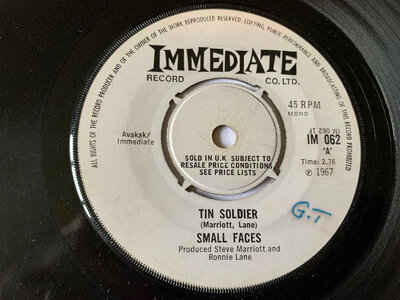 ALL RIGHTS OF THE RECORD PRODUCER AND OF THE OWNER OF THE WORK REPRODUCED RESERVED. COPYING, PUBLIC PERFORMANCE AND BROADCASTING OF THIS RECORD PROHIBITED
IMMEDIATE
RECORD CO. LTD.
45 RPM
MONO
IM 062
IM 062 1F
'A'
Time: 2.76
℗ 1967
Avakak/
Immediate
SOLD IN U.K. SUBJECT TO
RESALE PRICE CONDITIONS,
SEE PRICE LISTS
G.T
TIN SOLDIER
(Marriott, Lane)
SMALL FACES
Produced Steve Marriott and
Ronnie Lane